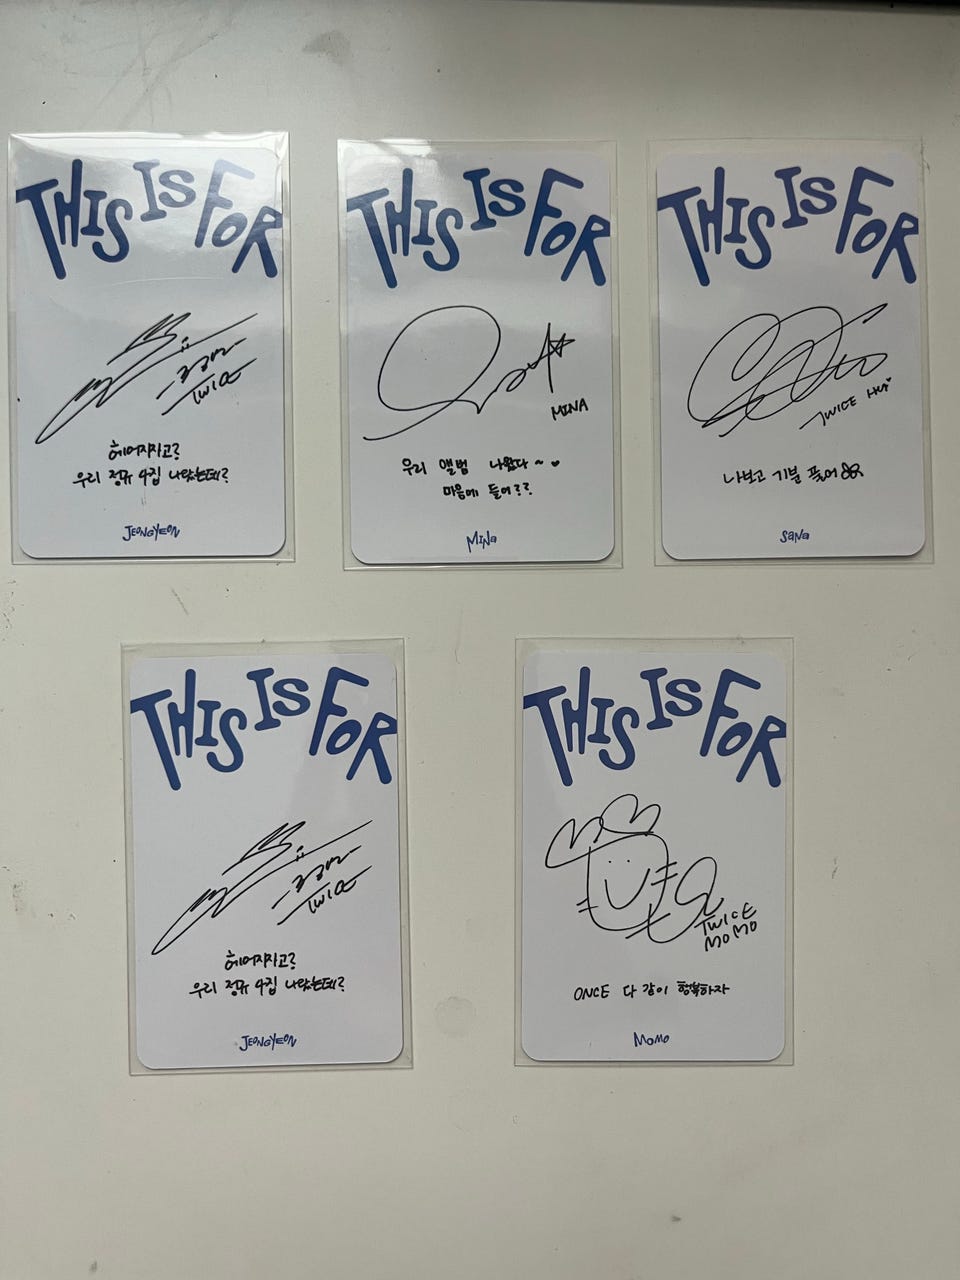 THIS IS FOR
정연
TWICE
헤어지자고?
우리 정규 4집 나왔는데?
JEONGYEON
THIS IS FOR
MINA
우리 앨범 나왔다~♥
마음에 들어??
MINA
THIS IS FOR
TWICE
나보고 기분 풀어
SANA
THIS IS FOR
정연
TWICE
헤어지자고?
우리 정규 4집 나왔는데?
JEONGYEON
THIS IS FOR
TWICE
MOMO
ONCE 다 같이 행복하자
MOMO